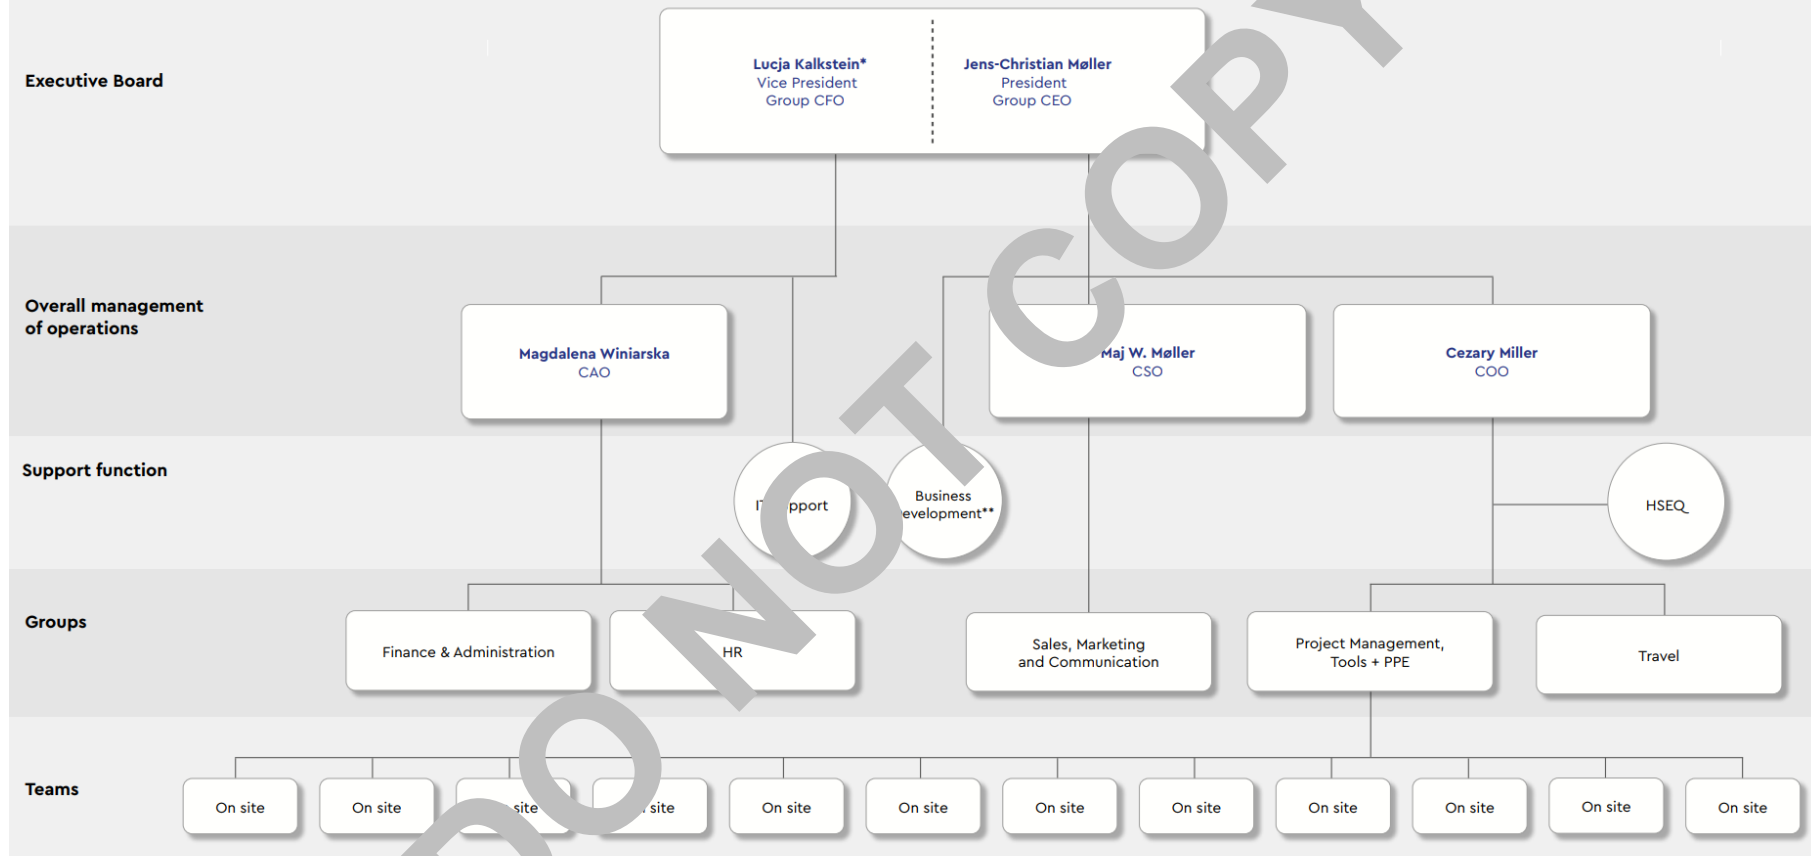 Executive Board
Lucja Kalkstein*
Vice President
Group CFO
Jens-Christian Møller
President
Group CEO
Overall management
of operations
Magdalena Winiarska
CAO
Maj W. Møller
CSO
Cezary Miller
COO
Support function
Business
HSEQ
Groups
Finance & Administration
HR
Sales, Marketing
and Communication
Project Management,
Tools + PPE
Travel
Teams
On site
On site
site
site
On site
On site
On site
On site
On site
On site
On site
On site
DO NOT COPY